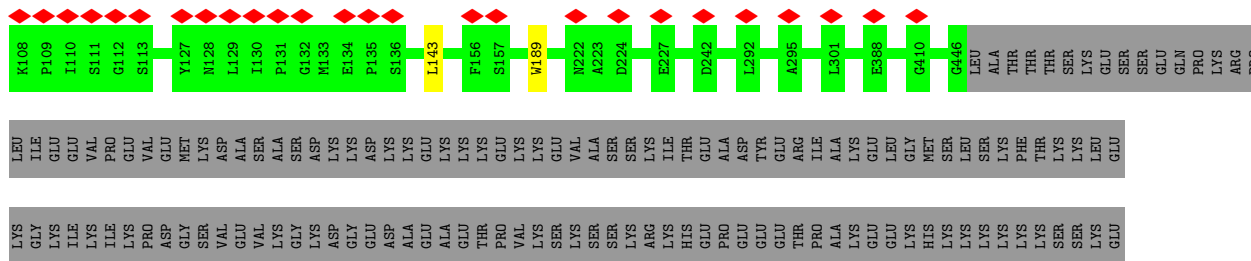 K108 P109 I110 S111 G112 S113 Y127 N128 L129 I130 P131 G132 M133 E134 P135 S136 L143 F156 S157 W189 N222 A223 D224 E227 D242 L292 A295 L301 E388 G410 G446 LEU ALA THR THR THR SER LYS GLU SER SER GLU GLN PRO LYS ARG
LEU ILE GLU GLU VAL PRO GLU VAL GLU MET LYS ASP ALA SER ALA SER ASP LYS LYS ASP LYS LYS GLU LYS LYS LYS GLU LYS LYS GLU VAL ALA SER SER LYS ILE THR GLU ALA ASP TYR GLU ARG ILE ALA LYS GLU LEU GLY MET SER LEU SER LYS PHE THR LYS LYS LEU GLU
LYS GLY LYS ILE LYS ILE LYS PRO ASP GLY SER VAL GLU VAL LYS GLY LYS ASP GLY GLU ASP ALA GLU ALA GLU THR PRO VAL LYS SER LYS SER SER LYS ARG LYS HIS GLU PRO GLU GLU GLU THR PRO ALA LYS GLU GLU LYS HIS LYS LYS LYS LYS LYS LYS SER SER LYS GLU